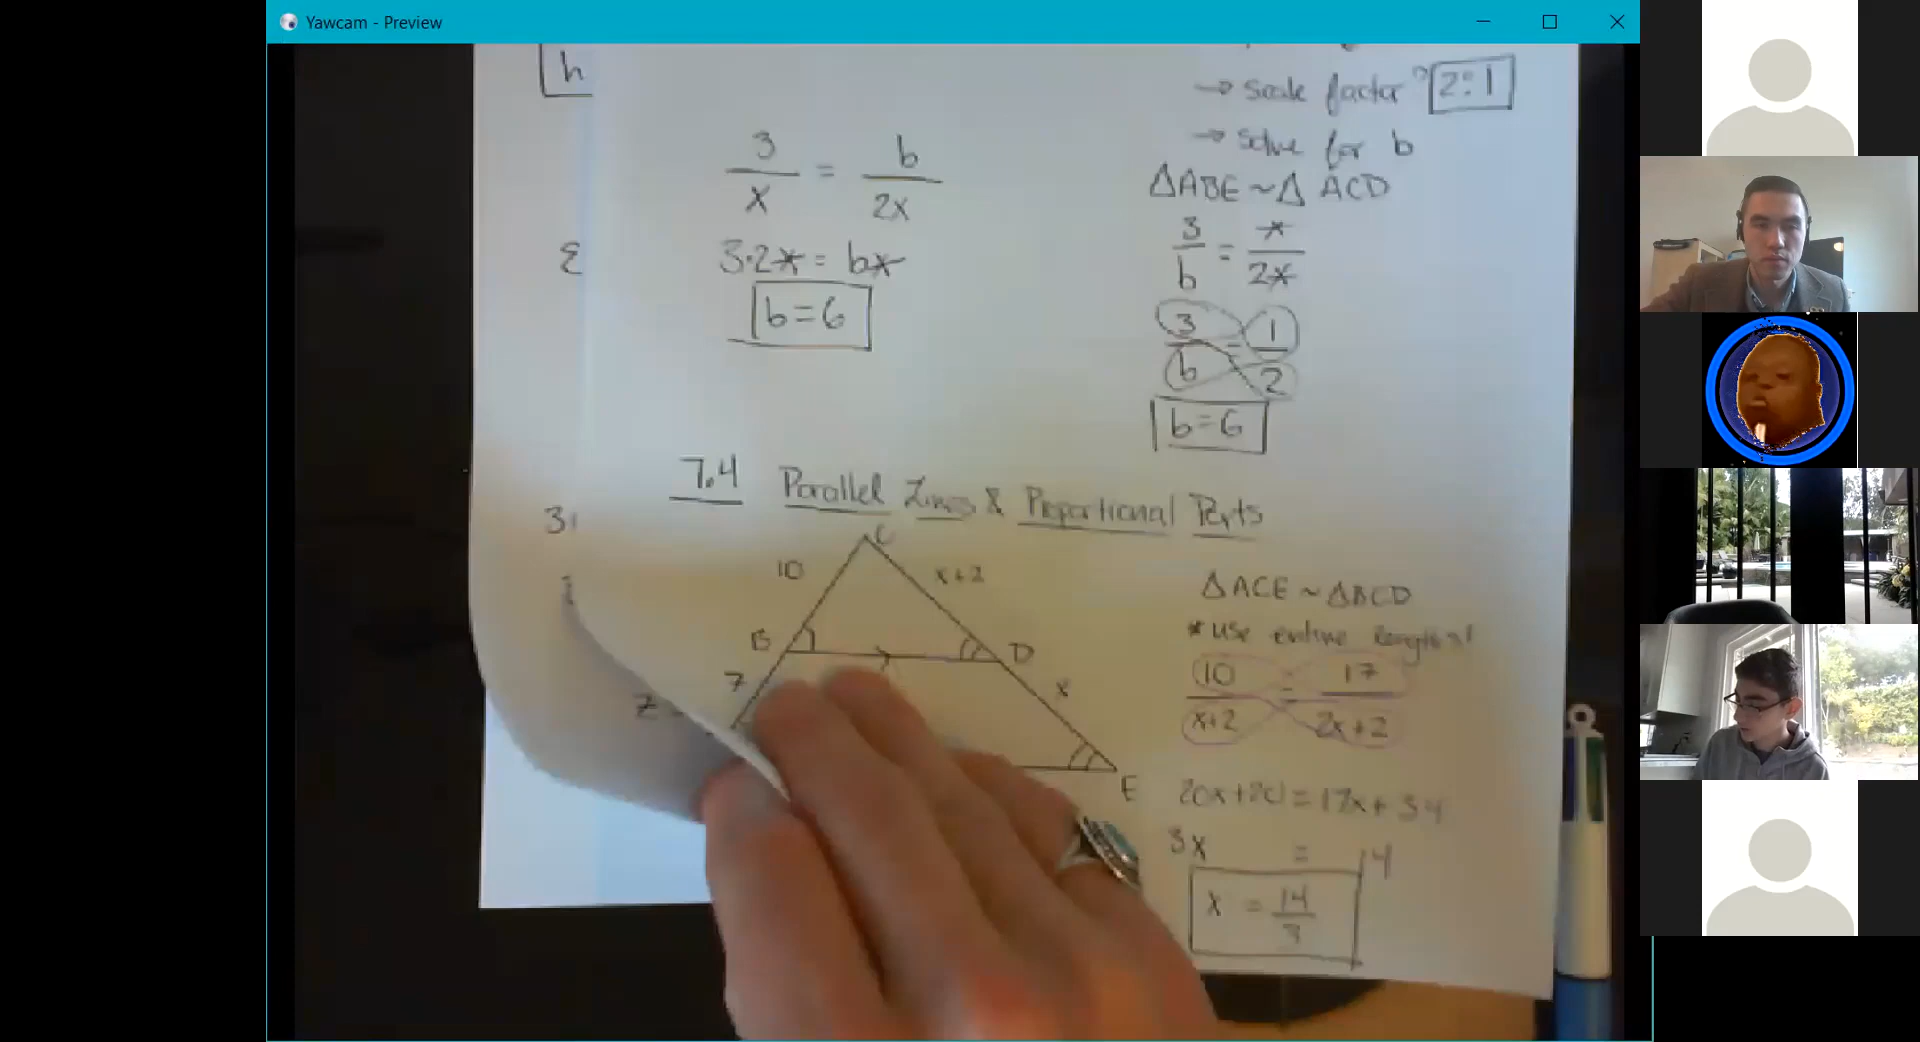 Yawcam - Preview
h
→ scale factor 2:1
→ solve for b
3/x = b/2x
3·2x = bx
b=6
ΔABE ~ Δ ACD
3/b = x/2x
3/b = 1/2
b=6
7.4 Parallel Lines & Proportional Parts
C
10
x+2
B
D
7
x
E
ΔACE ~ ΔBCD
* use entire lengths!
10/x+2 = 17/2x+2
20x+20=17x+34
3x = 14
x = 14/3